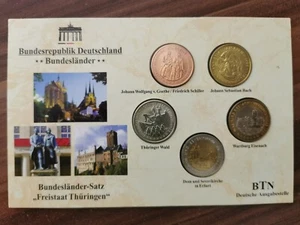 Bundesrepublik Deutschland
•• Bundesländer ••
Johann Wolfgang v. Goethe / Friedrich Schiller
Johann Sebastian Bach
Thüringer Wald
Wartburg Eisenach
Dom und Severikirche
in Erfurt
Bundesländer-Satz
„Freistaat Thüringen"
BTN
Deutsche Ausgabestelle